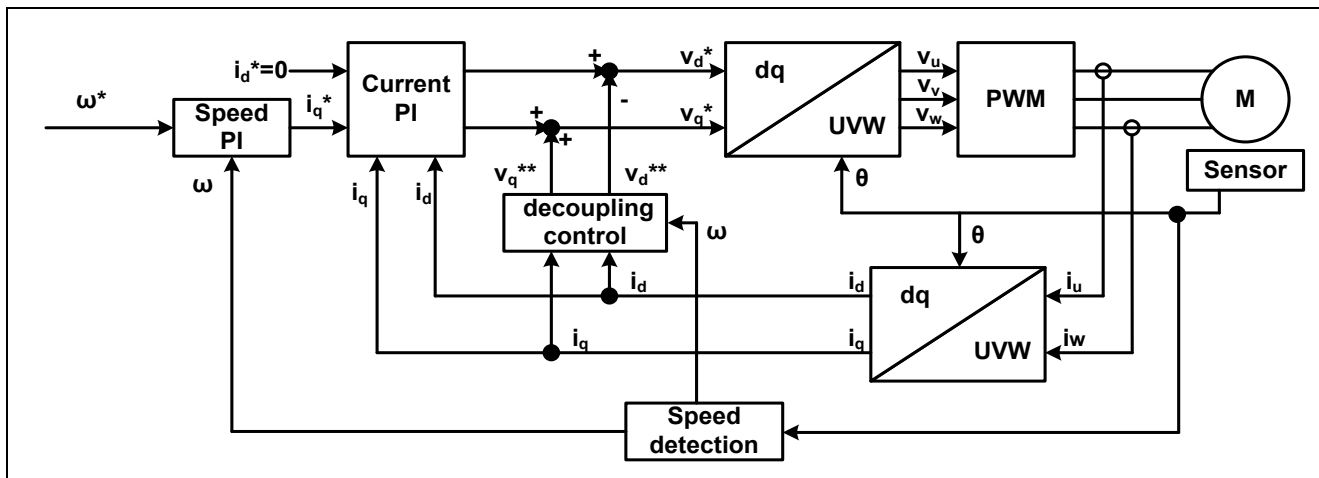 ω*
Speed
PI
i_q*
i_d*=0
Current
PI
+
-
+
+
v_d*
v_q*
dq
UVW
v_u
v_v
v_w
PWM
M
Sensor
ω
i_q
i_d
v_q**
v_d**
decoupling
control
ω
θ
θ
i_d
i_d
i_q
i_q
dq
UVW
i_u
iw
Speed
detection